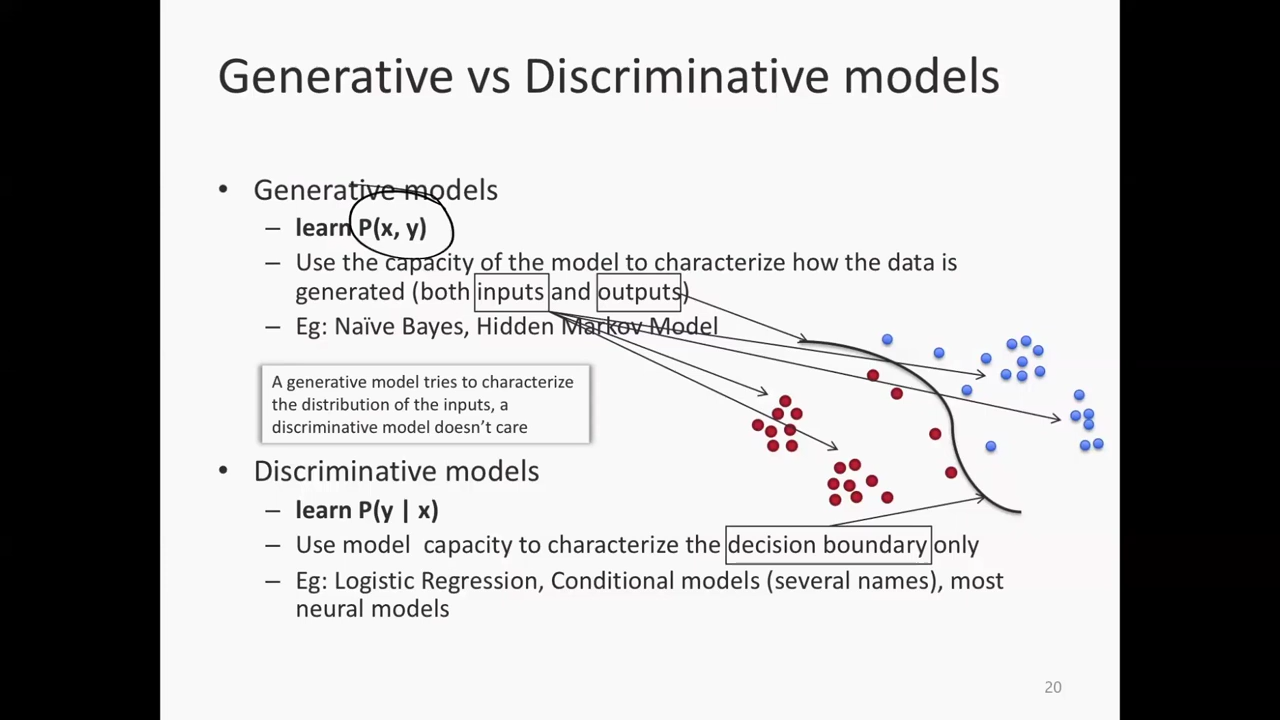 Generative vs Discriminative models
• Generative models
– learn P(x, y)
– Use the capacity of the model to characterize how the data is
generated (both inputs and outputs)
– Eg: Naïve Bayes, Hidden Markov Model
A generative model tries to characterize
the distribution of the inputs, a
discriminative model doesn’t care
• Discriminative models
– learn P(y | x)
– Use model  capacity to characterize the decision boundary only
– Eg: Logistic Regression, Conditional models (several names), most
neural models
20